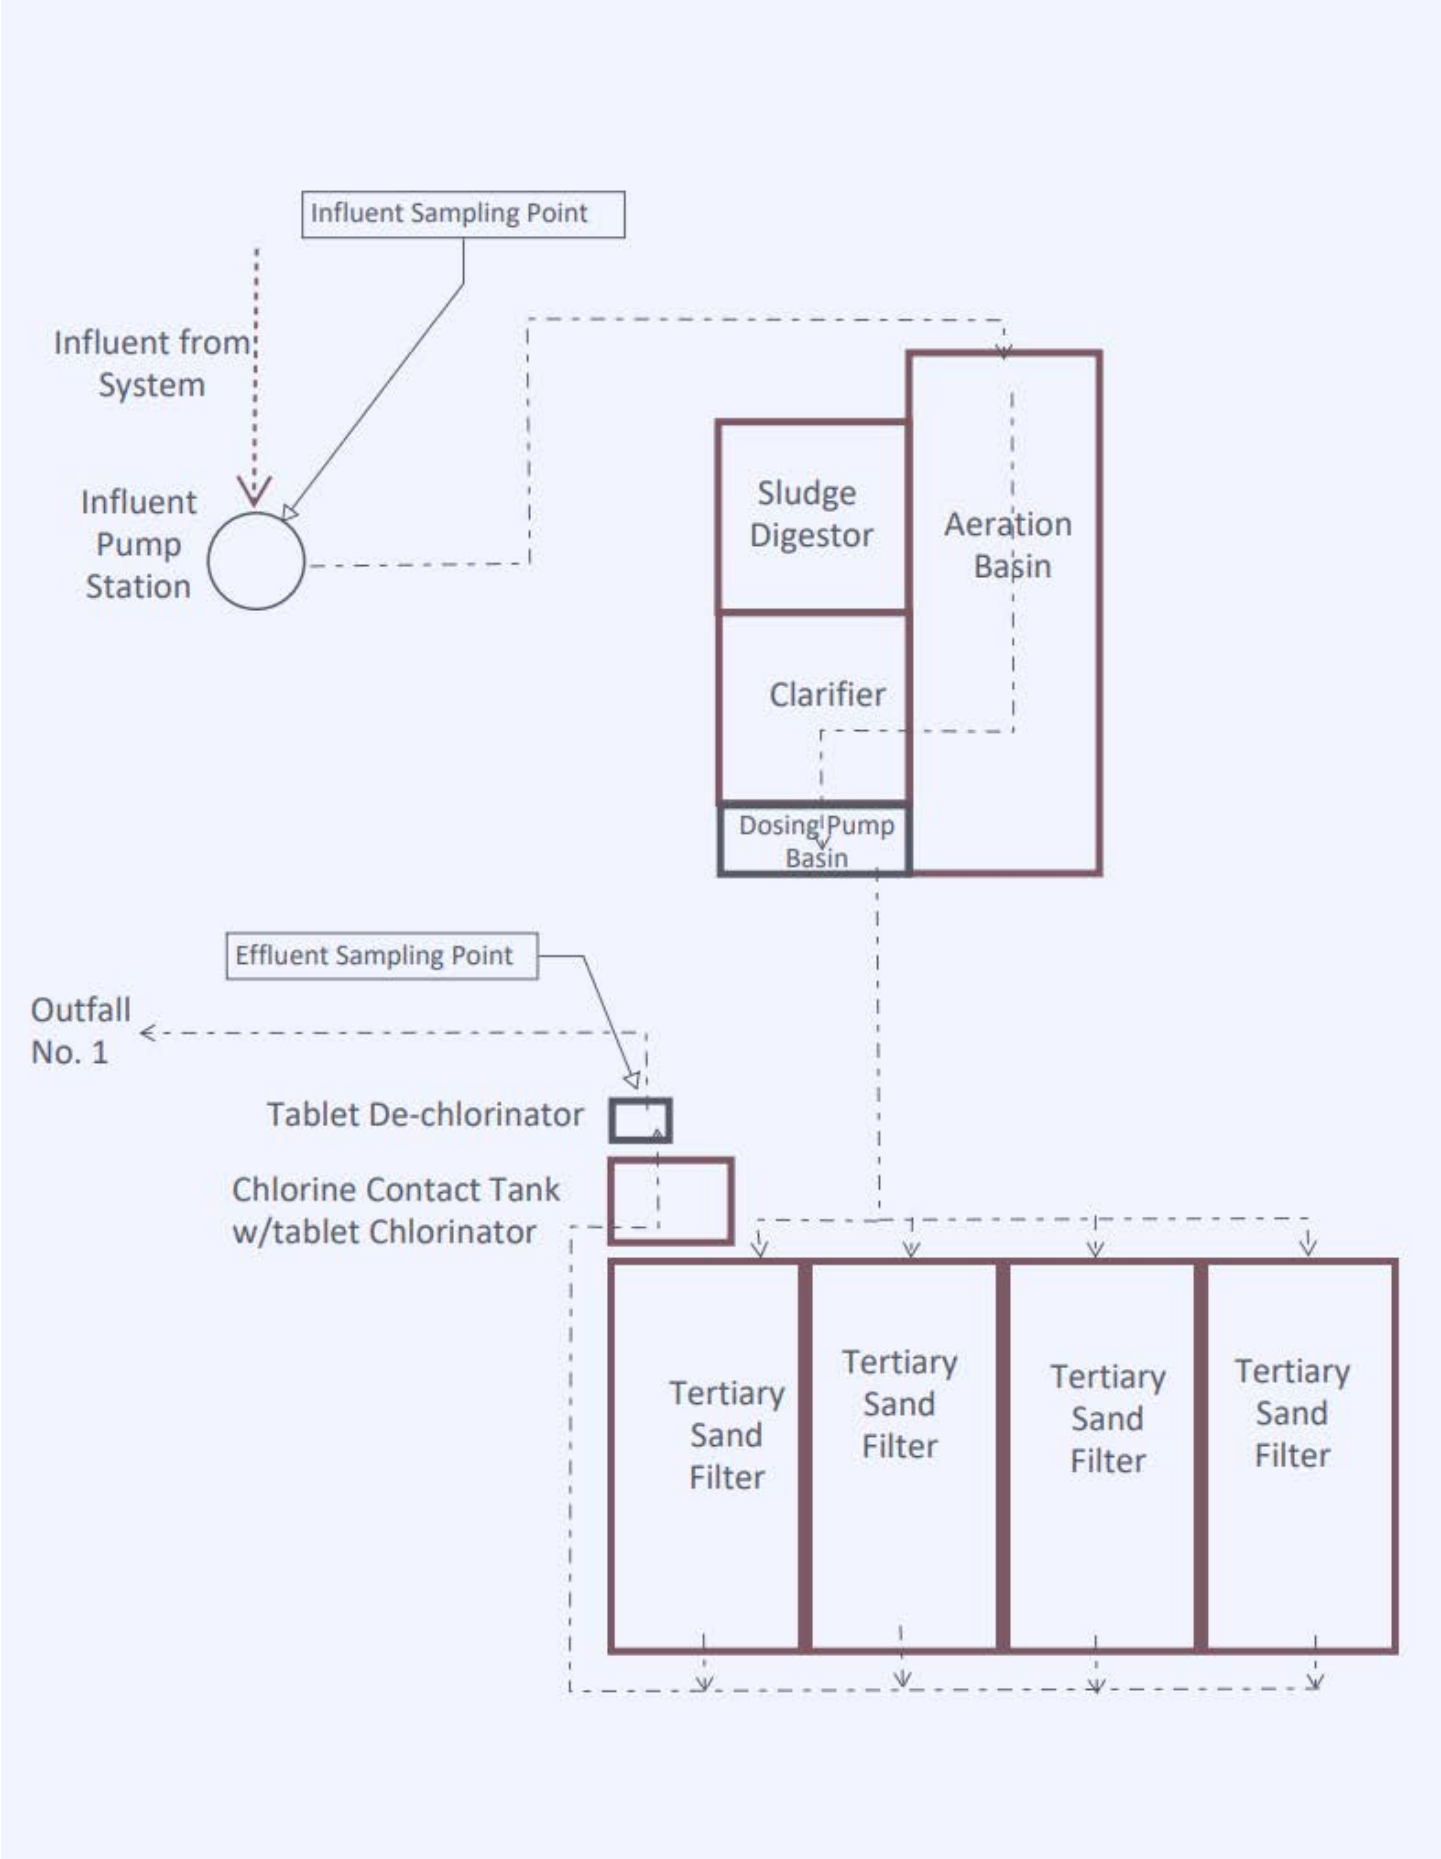 Influent Sampling Point
Influent from
System
Influent
Pump
Station
Sludge
Digestor
Aeration
Basin
Clarifier
Dosing Pump
Basin
Effluent Sampling Point
Outfall
No. 1
Tablet De-chlorinator
Chlorine Contact Tank
w/tablet Chlorinator
Tertiary
Sand
Filter
Tertiary
Sand
Filter
Tertiary
Sand
Filter
Tertiary
Sand
Filter